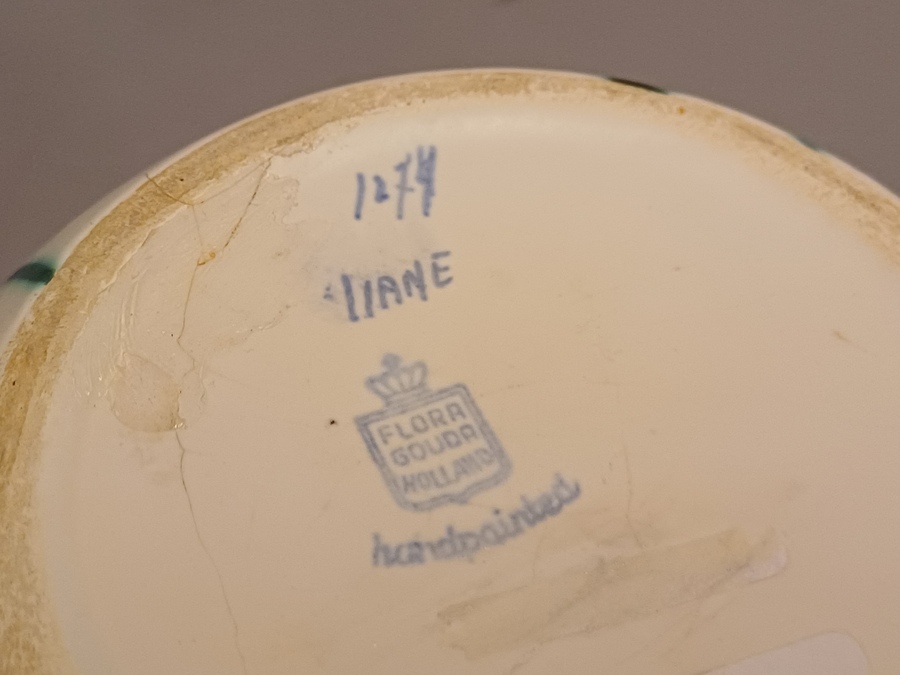 1274
LIANE
FLORA
GOUDA
HOLLAND
handpainted